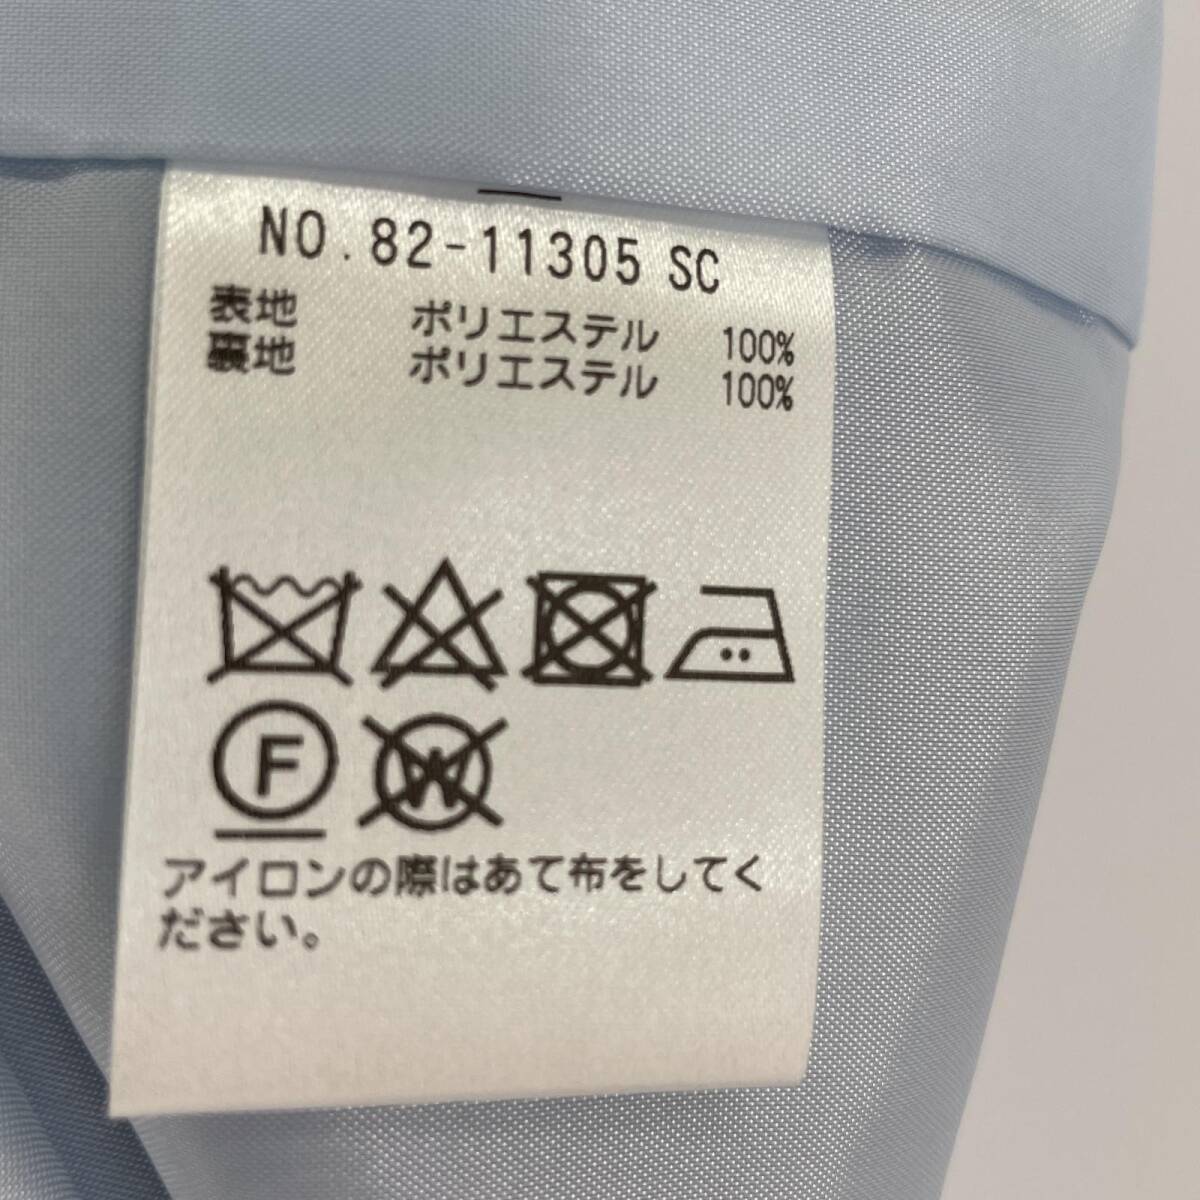 NO.82-11305 SC
表地 ポリエステル 100%
裏地 ポリエステル 100%
F
W
アイロンの際はあて布をしてく
ださい。